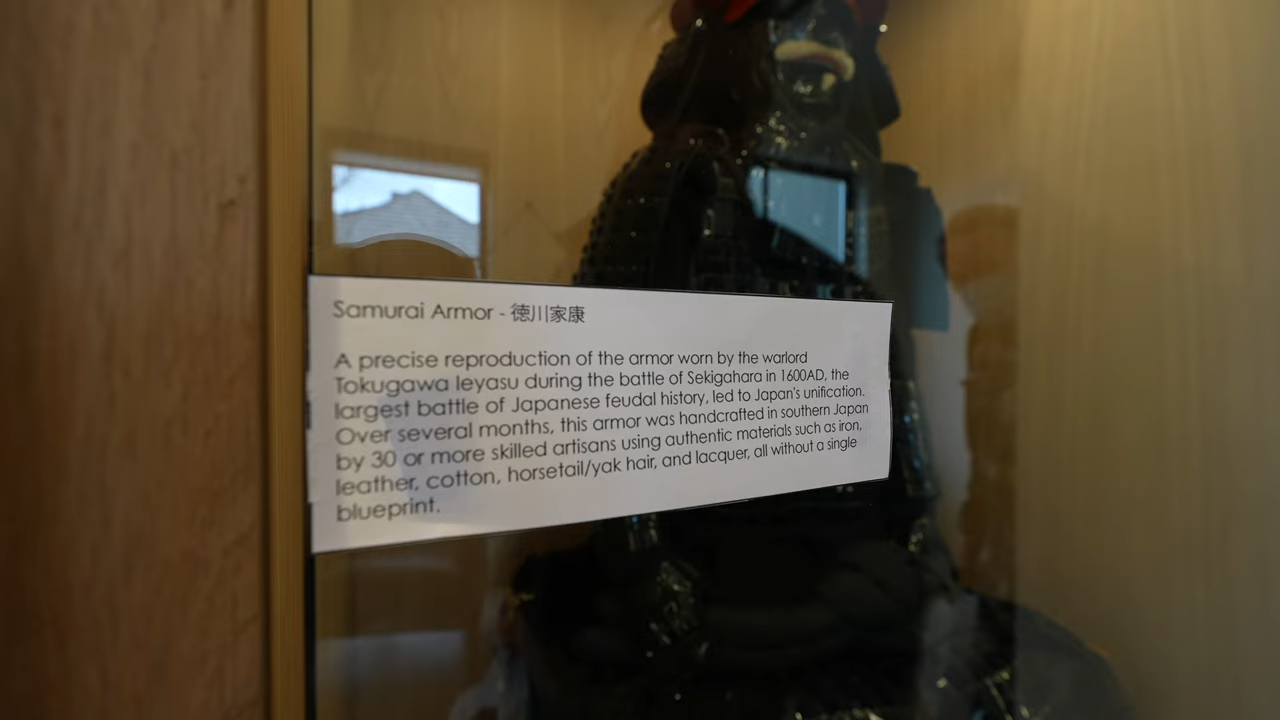 Samurai Armor - 徳川家康
A precise reproduction of the armor worn by the warlord
Tokugawa Ieyasu during the battle of Sekigahara in 1600AD, the
largest battle of Japanese feudal history, led to Japan's unification.
Over several months, this armor was handcrafted in southern Japan
by 30 or more skilled artisans using authentic materials such as iron,
leather, cotton, horsetail/yak hair, and lacquer, all without a single
blueprint.